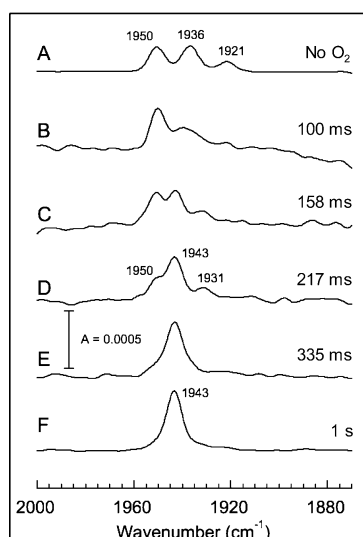 1950 1936 1921
A No O2
B 100 ms
C 158 ms
1943
D 1950 1931 217 ms
A = 0.0005
E 335 ms
1943
F 1 s
2000 1960 1920 1880
Wavenumber (cm-1)